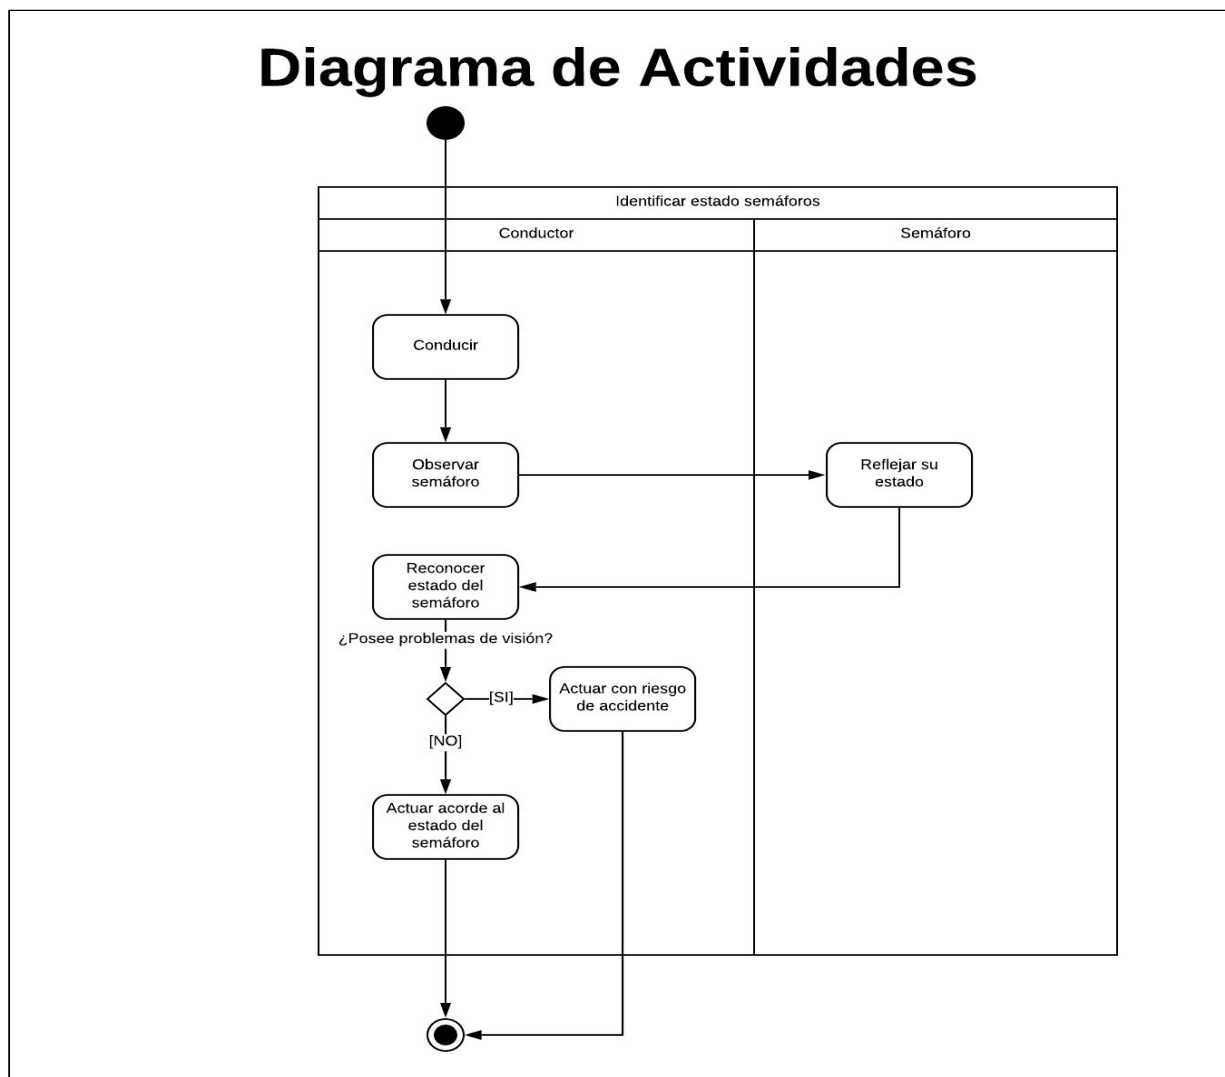 Diagrama de Actividades
Identificar estado semáforos
Conductor
Semáforo
Conducir
Observar
semáforo
Reflejar su
estado
Reconocer
estado del
semáforo
¿Posee problemas de visión?
[SI]
Actuar con riesgo
de accidente
[NO]
Actuar acorde al
estado del
semáforo